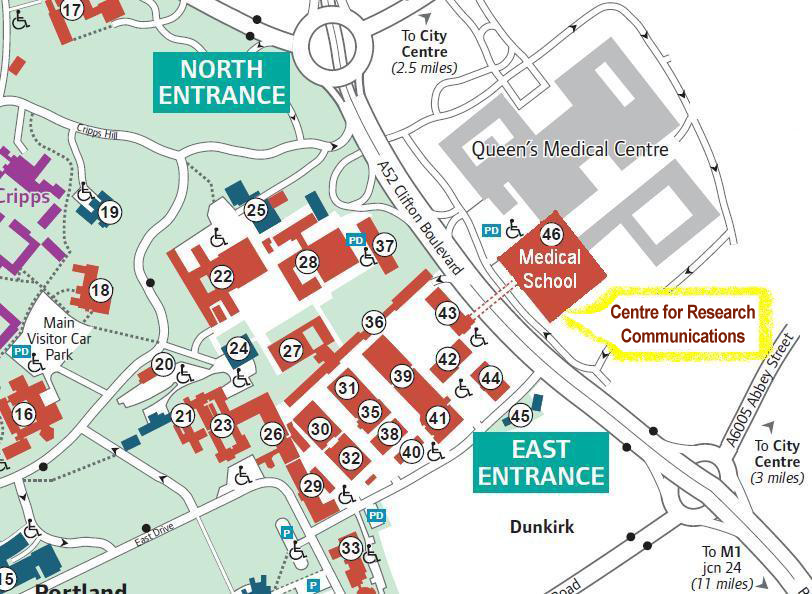 17
To City
Centre
(2.5 miles)
NORTH
ENTRANCE
Cripps Hill
Queen's Medical Centre
A52 Clifton Boulevard
Cripps
19
25
PD
PD
37
46
Medical
School
22
28
18
43
Centre for Research
Communications
Main
Visitor Car
Park
PD
36
24
27
42
20
39
44
A6005 Abbey Street
31
16
21
23
35
41
45
30
26
38
32
40
EAST
ENTRANCE
To City
Centre
(3 miles)
29
PD
East Drive
P
Dunkirk
33
To M1
jcn 24
(11 miles)
15
Portland
P
Road